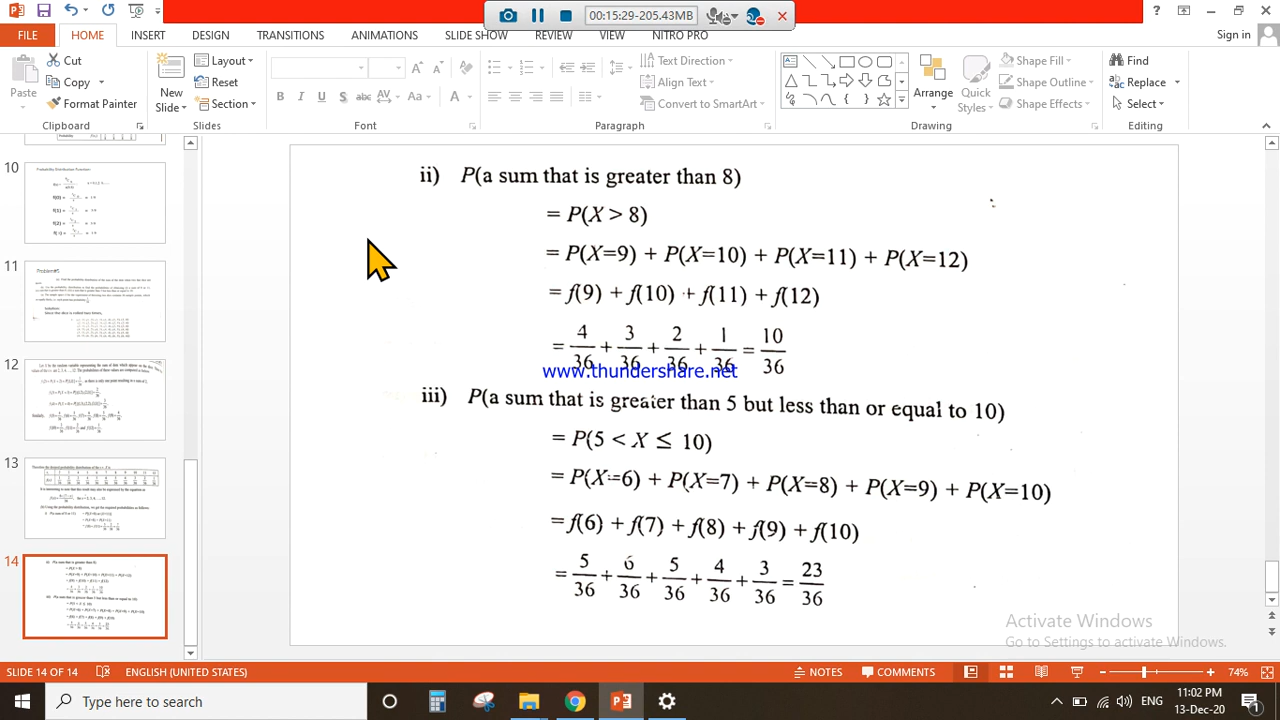 00:15:29-205.43MB
Sign in
FILE HOME INSERT DESIGN TRANSITIONS ANIMATIONS SLIDE SHOW REVIEW VIEW NITRO PRO
Paste
Cut
Copy
Format Painter
Clipboard
New Slide
Layout
Reset
Section
Slides
Font
Text Direction
Align Text
Convert to SmartArt
Paragraph
Arrange
Quick Styles
Shape Fill
Shape Outline
Shape Effects
Drawing
Find
Replace
Select
Editing
10
11
12
13
14
ii) P(a sum that is greater than 8)
= P(X > 8)
= P(X=9) + P(X=10) + P(X=11) + P(X=12)
= f(9) + f(10) + f(11) + f(12)
= 4/36 + 3/36 + 2/36 + 1/36 = 10/36
www.thundershare.net
iii) P(a sum that is greater than 5 but less than or equal to 10)
= P(5 < X ≤ 10)
= P(X=6) + P(X=7) + P(X=8) + P(X=9) + P(X=10)
= f(6) + f(7) + f(8) + f(9) + f(10)
= 5/36 + 6/36 + 5/36 + 4/36 + 3/36 = 23/36
Activate Windows
Go to Settings to activate Windows.
SLIDE 14 OF 14 ENGLISH (UNITED STATES) NOTES COMMENTS 74%
Type here to search
ENG
11:02 PM
13-Dec-20